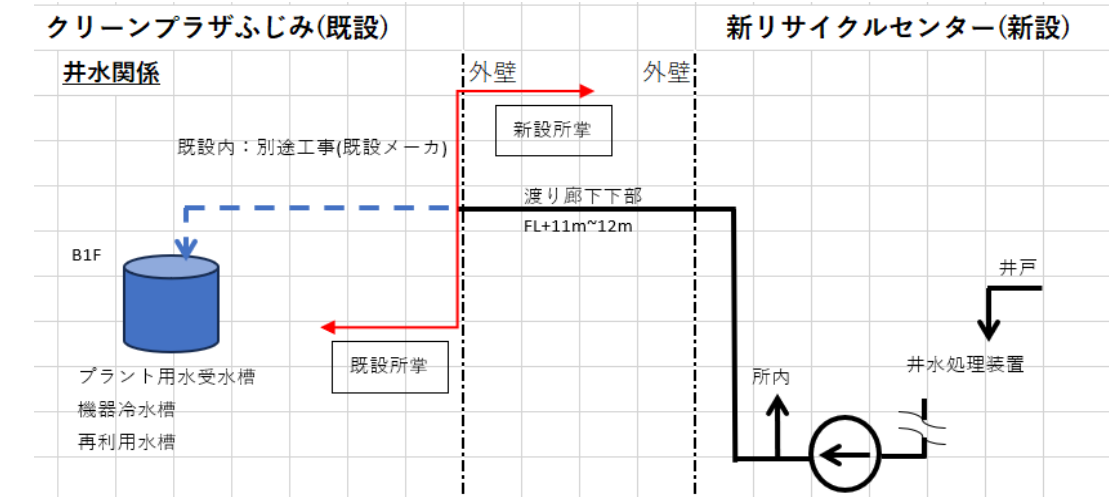 クリーンプラザふじみ(既設)
新リサイクルセンター(新設)
井水関係
外壁
外壁
新設所掌
既設内：別途工事(既設メーカ)
渡り廊下下部
FL+11m~12m
B1F
井戸
既設所掌
井水処理装置
プラント用水受水槽
所内
機器冷水槽
再利用水槽